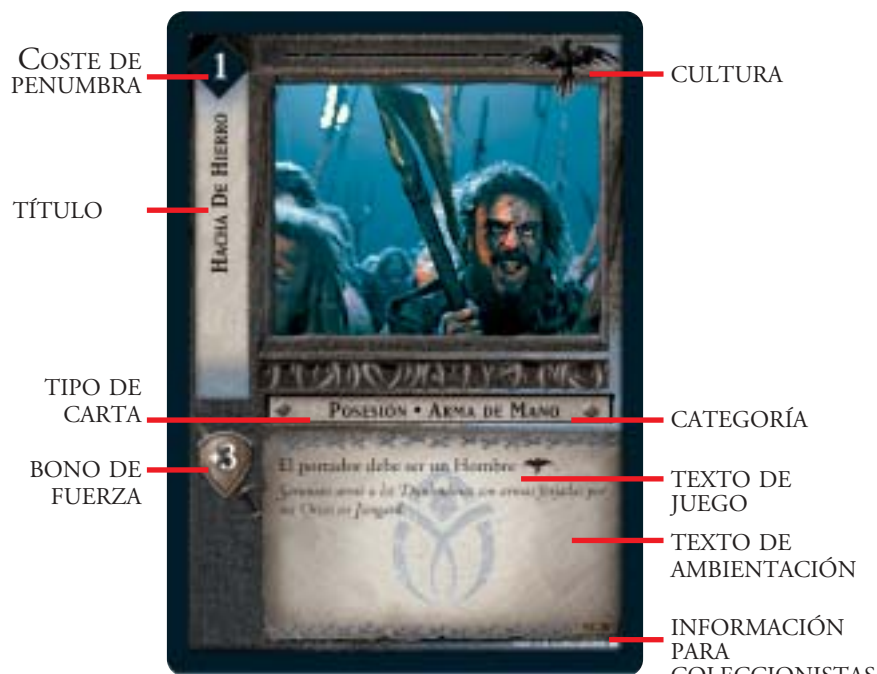 COSTE DE
PENUMBRA
1
CULTURA
TÍTULO
HACHA DE HIERRO
TIPO DE
CARTA
POSESIÓN • ARMA DE MANO
CATEGORÍA
BONO DE
FUERZA
+3
El portador debe ser un Hombre
TEXTO DE
JUEGO
TEXTO DE
AMBIENTACIÓN
INFORMACIÓN
PARA
COLECCIONISTAS